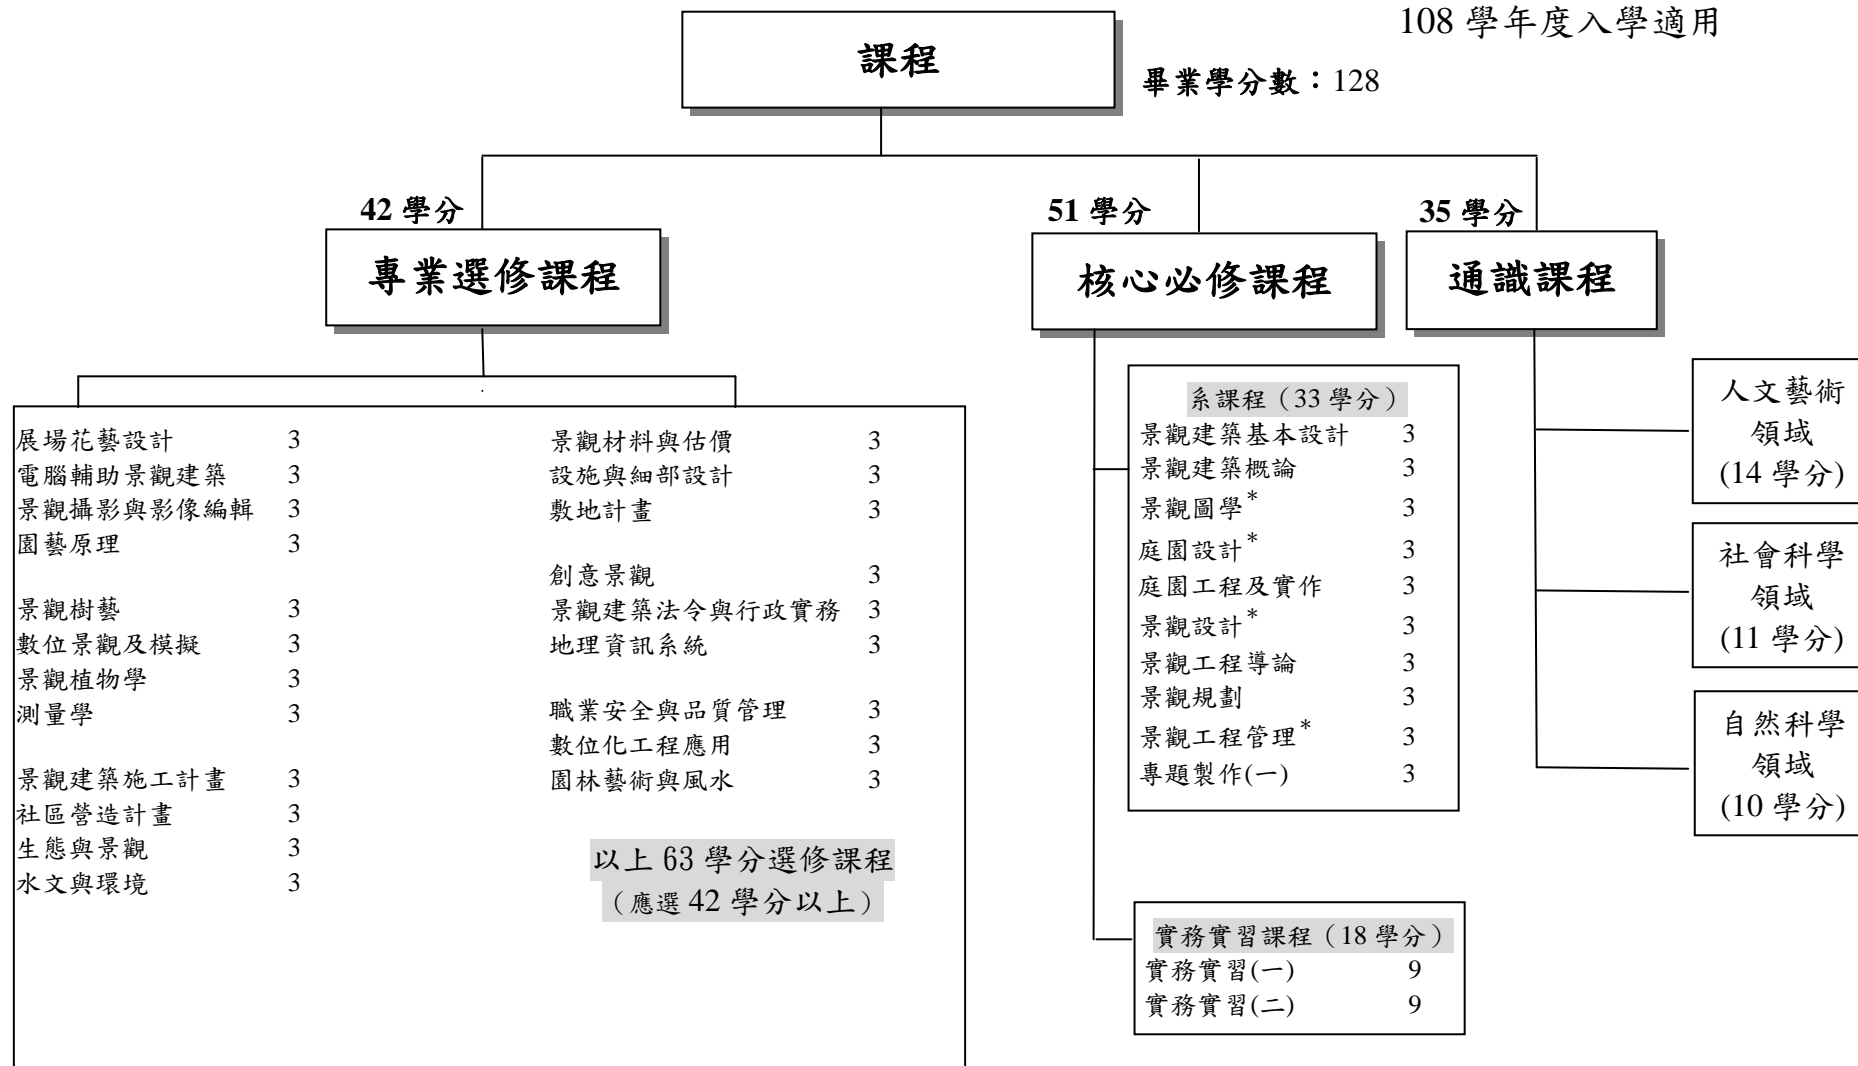 108 學年度入學適用
課程
畢業學分數：128
42 學分
專業選修課程
51 學分
核心必修課程
35 學分
通識課程
展場花藝設計 3
電腦輔助景觀建築 3
景觀攝影與影像編輯 3
園藝原理 3
景觀樹藝 3
數位景觀及模擬 3
景觀植物學 3
測量學 3
景觀建築施工計畫 3
社區營造計畫 3
生態與景觀 3
水文與環境 3
景觀材料與估價 3
設施與細部設計 3
敷地計畫 3
創意景觀 3
景觀建築法令與行政實務 3
地理資訊系統 3
職業安全與品質管理 3
數位化工程應用 3
園林藝術與風水 3
以上 63 學分選修課程
（應選 42 學分以上）
系課程（33 學分）
景觀建築基本設計 3
景觀建築概論 3
景觀圖學* 3
庭園設計* 3
庭園工程及實作 3
景觀設計* 3
景觀工程導論 3
景觀規劃 3
景觀工程管理* 3
專題製作(一) 3
實務實習課程（18 學分）
實務實習(一) 9
實務實習(二) 9
人文藝術
領域
(14 學分)
社會科學
領域
(11 學分)
自然科學
領域
(10 學分)